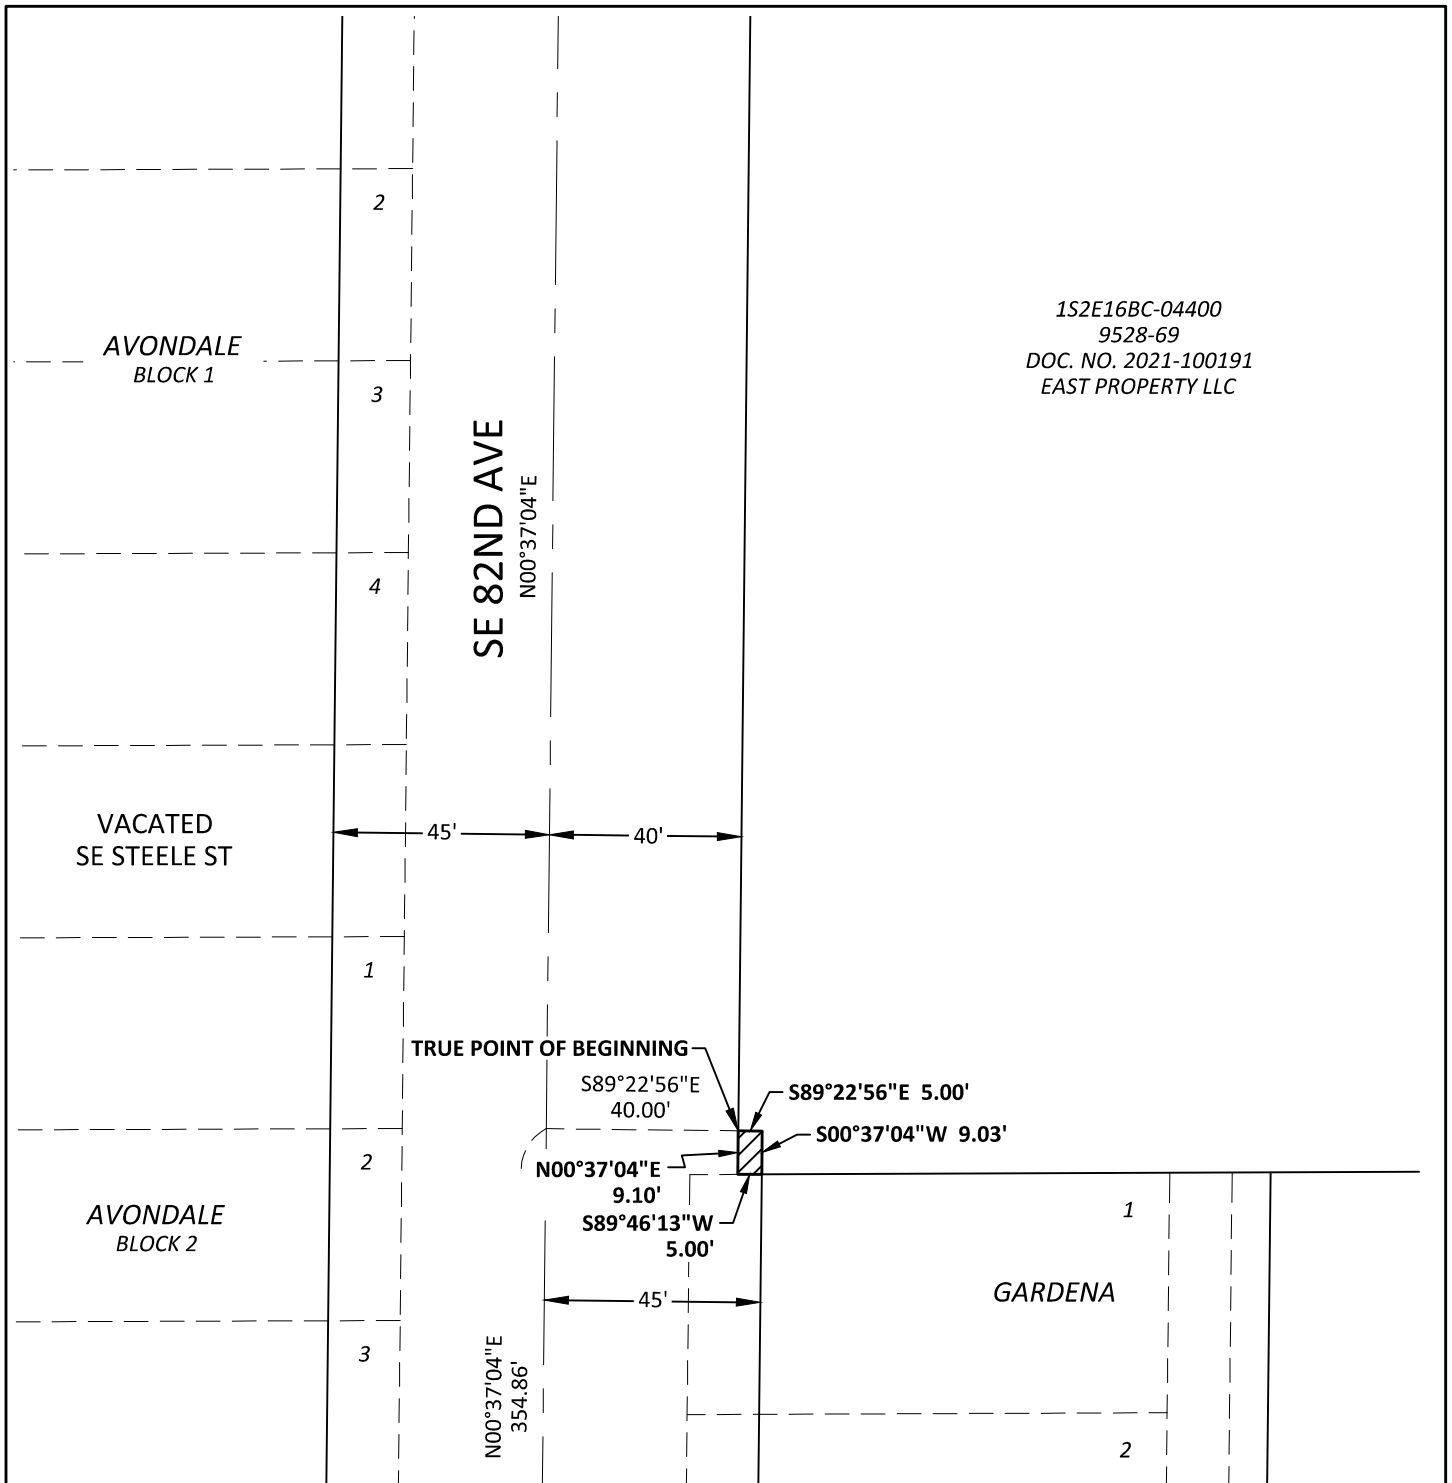 2
1S2E16BC-04400
9528-69
DOC. NO. 2021-100191
EAST PROPERTY LLC
AVONDALE
BLOCK 1
3
SE 82ND AVE
N00°37'04"E
4
VACATED
SE STEELE ST
45'
40'
1
TRUE POINT OF BEGINNING
S89°22'56"E
40.00'
S89°22'56"E 5.00'
S00°37'04"W 9.03'
2
N00°37'04"E
9.10'
S89°46'13"W
5.00'
AVONDALE
BLOCK 2
1
GARDENA
45'
3
N00°37'04"E
354.86'
2